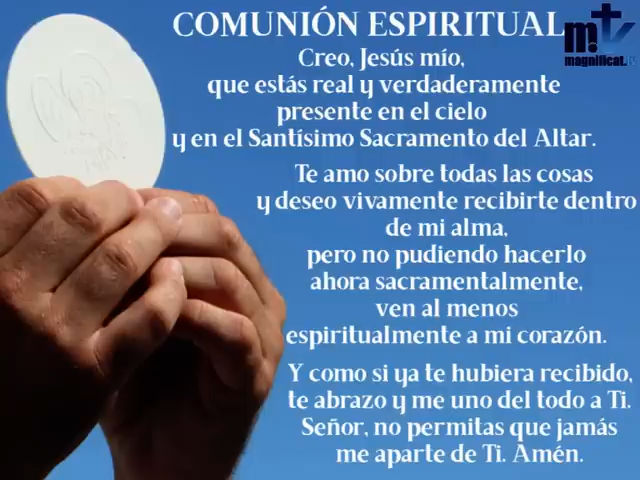 COMUNIÓN ESPIRITUAL
Creo, Jesús mío,
que estás real y verdaderamente
presente en el cielo
y en el Santísimo Sacramento del Altar.
Te amo sobre todas las cosas
y deseo vivamente recibirte dentro
de mi alma,
pero no pudiendo hacerlo
ahora sacramentalmente,
ven al menos
espiritualmente a mi corazón.
Y como si ya te hubiera recibido,
te abrazo y me uno del todo a Ti.
Señor, no permitas que jamás
me aparte de Ti. Amén.
m.tv
magnificat.tv